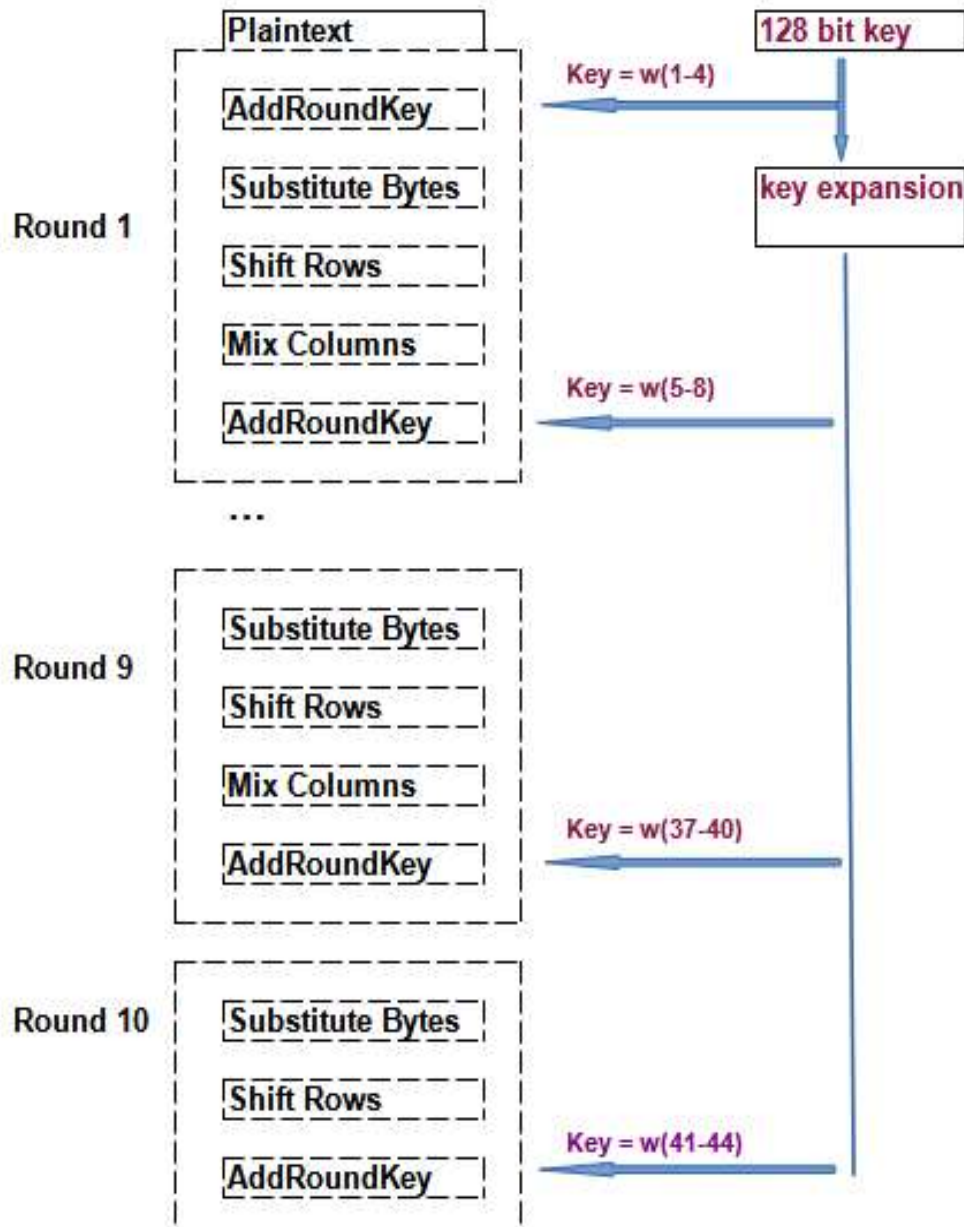 Plaintext
128 bit key
Key = w(1-4)
AddRoundKey
Substitute Bytes
key expansion
Round 1
Shift Rows
Mix Columns
Key = w(5-8)
AddRoundKey
...
Substitute Bytes
Round 9
Shift Rows
Mix Columns
Key = w(37-40)
AddRoundKey
Round 10
Substitute Bytes
Shift Rows
Key = w(41-44)
AddRoundKey